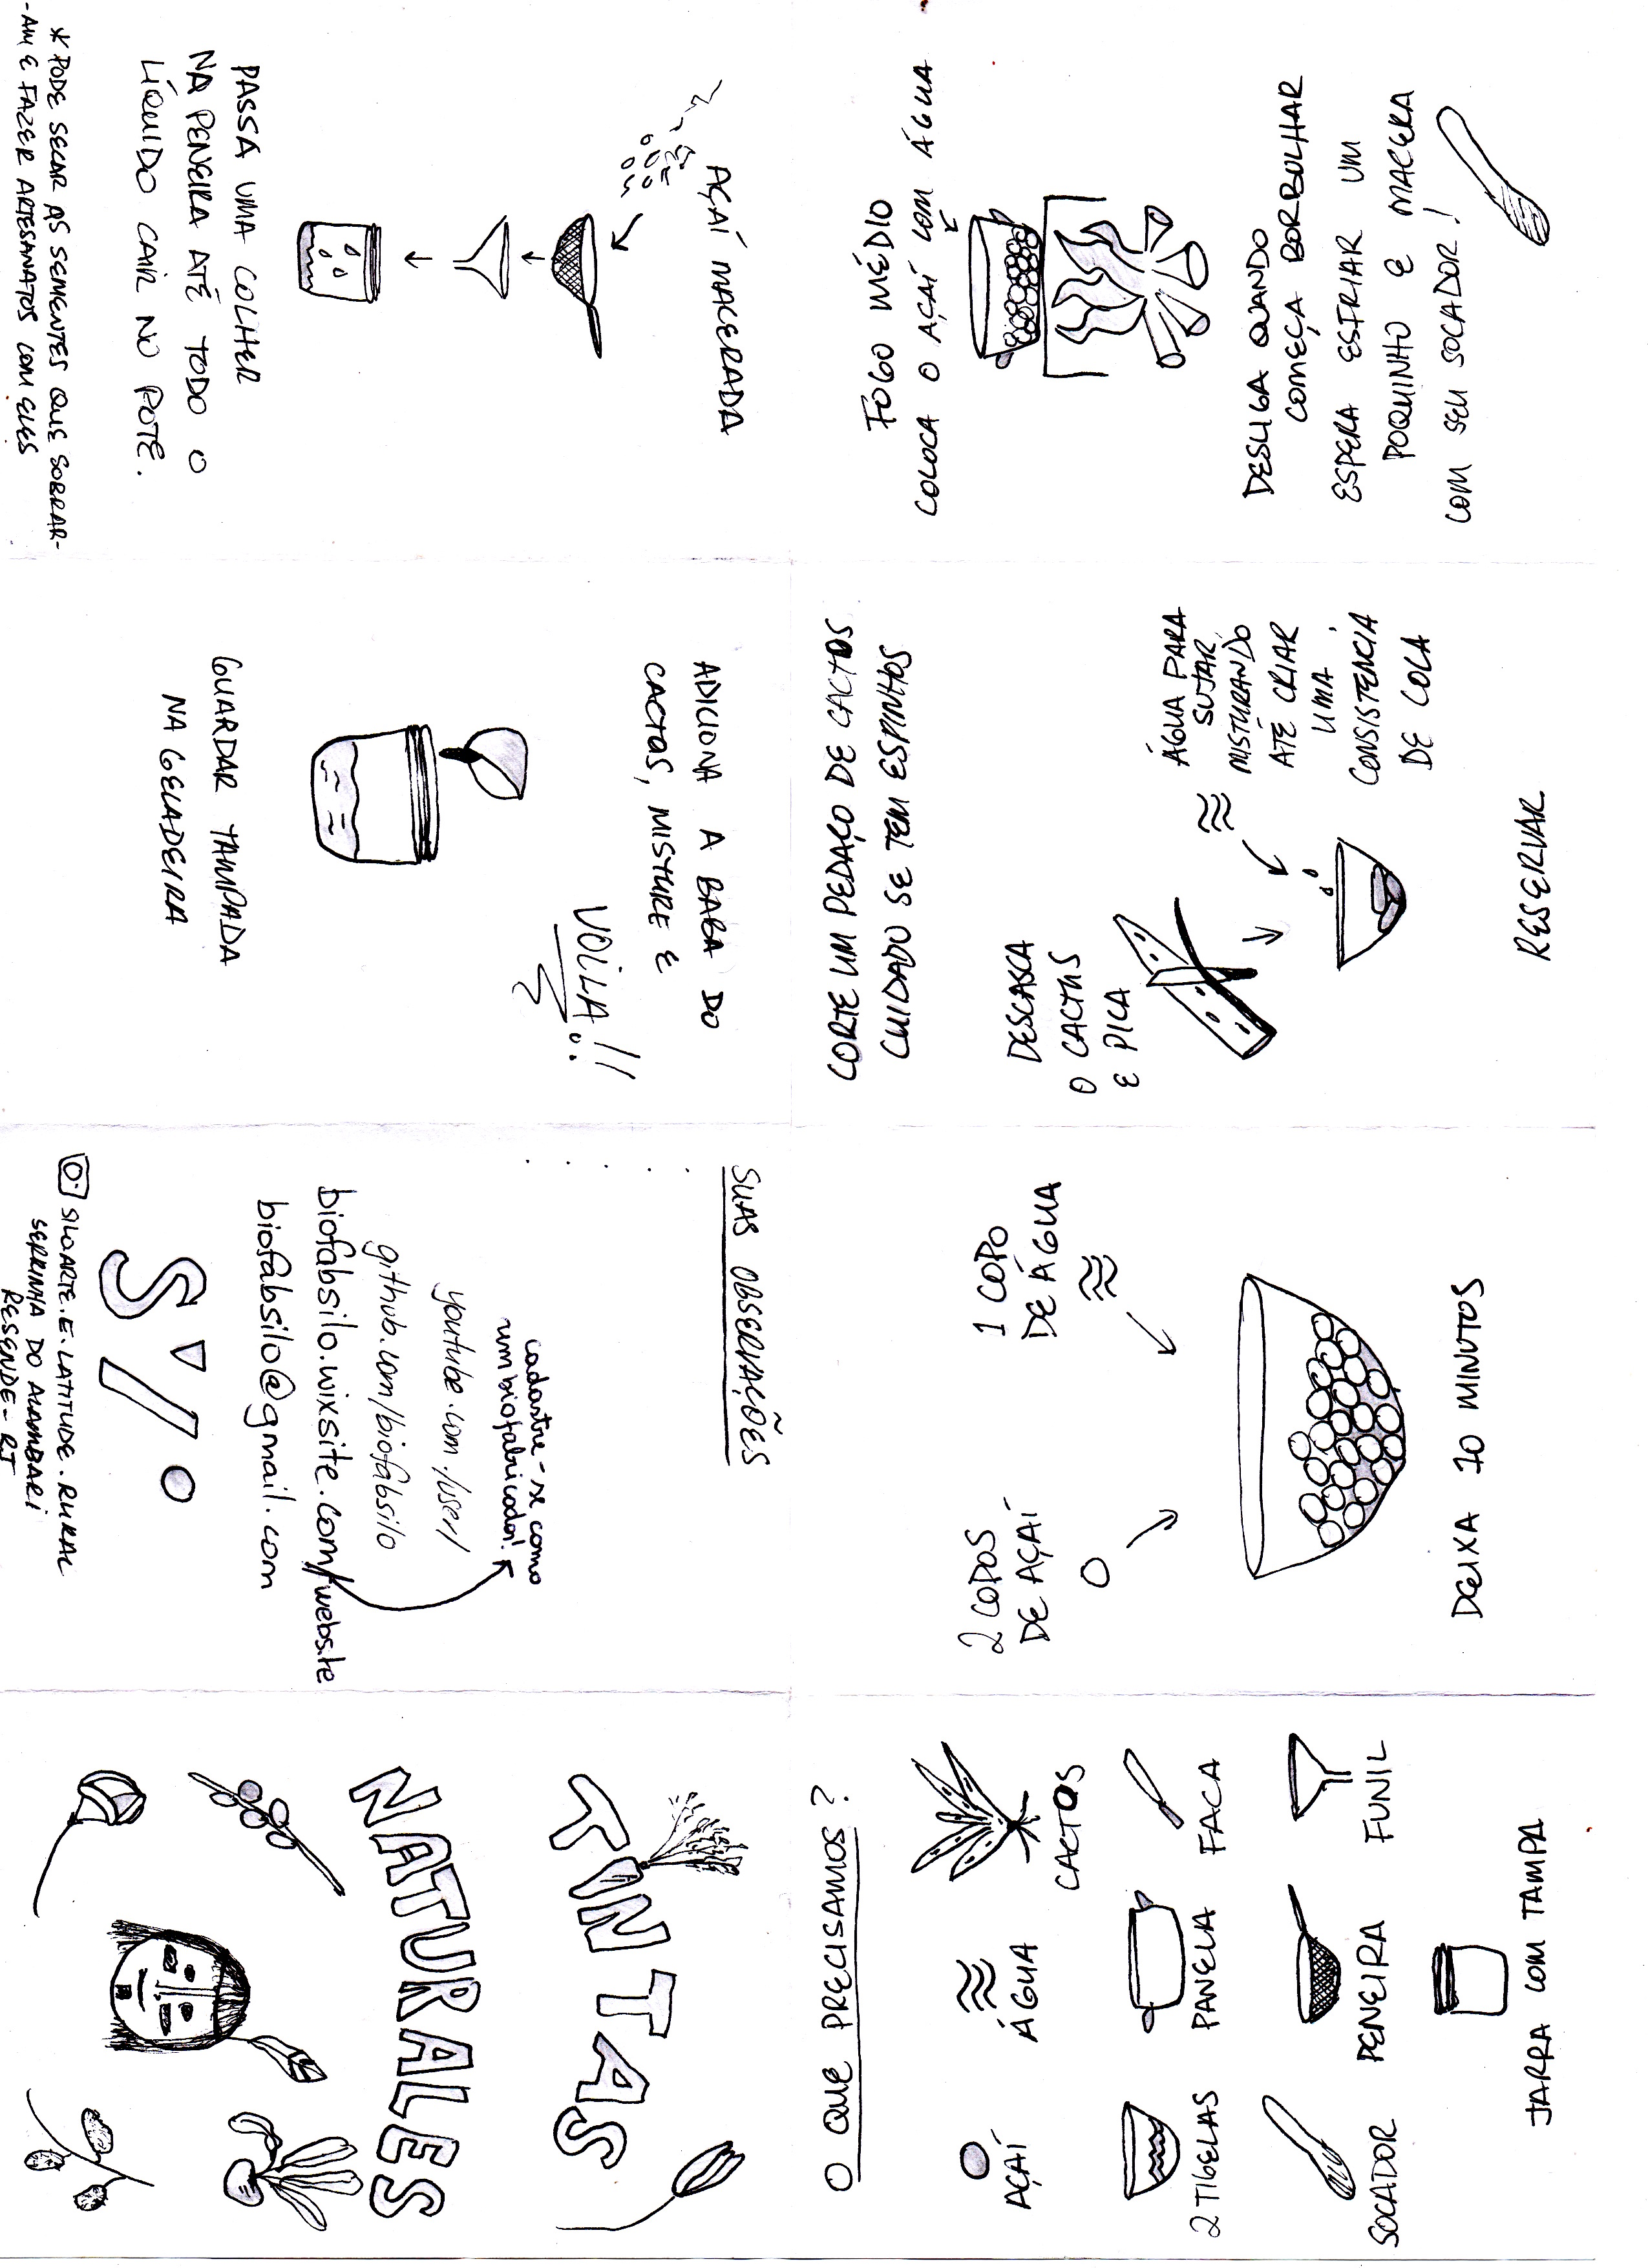 TINTAS
NATURALES
O QUE PRECISAMOS?
CACTOS
ÁGUA
AÇAÍ
FACA
PANELA
2 TIGELAS
FUNIL
PENEIRA
SOCADOR
JARRA COM TAMPA
1 COPO
DE ÁGUA
2 COPOS
DE AÇAÍ
DEIXA 10 MINUTOS
CORTE UM PEDAÇO DE CACTOS
CUIDADO SE TEM ESPINHOS
DESCASCA
O CACTUS
E PICA
ÁGUA PARA
SUJAR
MISTURANDO
ATÉ CRIAR
UMA
CONSISTENCIA
DE COLA
RESERVAR
FOGO MÉDIO
COLOCA O AÇAÍ COM ÁGUA
DESLIGA QUANDO
COMEÇA BORBULHAR
ESPERA ESFRIAR UM
POQUINHO E MACERA
COM SEU SOCADOR!
AÇAÍ MACERADA
PASSA UMA COLHER
NA PENEIRA ATÉ TODO O
LÍQUIDO CAIR NO POTE.
* PODE SECAR AS SEMENTES QUE SOBRAR-
-AM E FAZER ARTESANATOS COM ELES
ADICIONA A BABA DO
CACTOS, MISTURE E
VOILA!!
GUARDAR TAMPADA
NA GELADEIRA
SUAS OBSERVAÇÕES
cadastre-se como
um biofabricador!
youtube.com/user/
github.com/biofabsilo
biofabsilo.wixsite.com/website
biofabsilo@gmail.com
SILOARTE.E.LATITUDE.RURAL
SERRINHA DO ALAMBARI
RESENDE - RJ